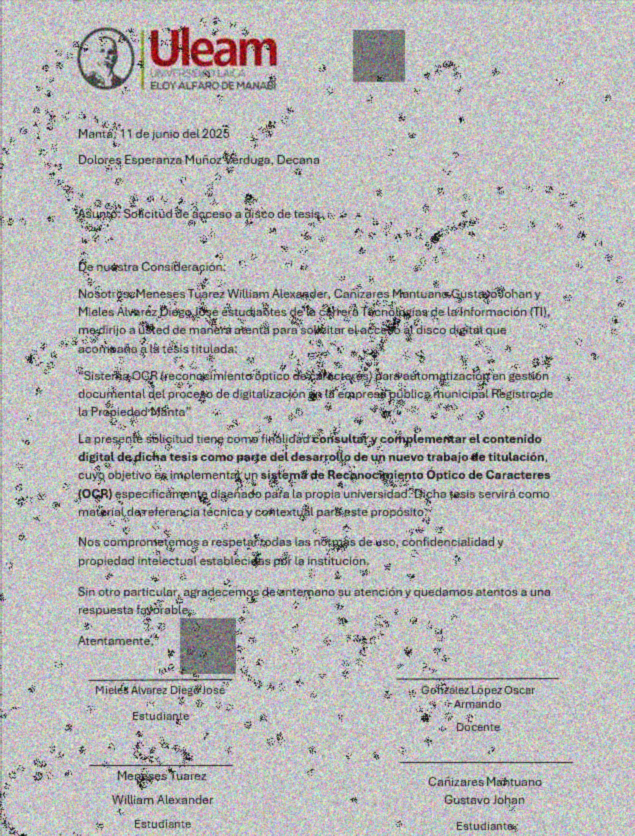 Uleam
UNIVERSIDAD LAICA
ELOY ALFARO DE MANABÍ
Manta, 11 de junio del 2025
Dolores Esperanza Muñoz Verduga, Decana
Asunto: Solicitud de acceso a disco de tesis
De nuestra Consideración:
Nosotros, Meneses Tuarez William Alexander, Canizares Mantuano Gustavo Johan y
Mieles Alvarez Diego José estudiantes de la carrera Tecnologías de la Información (TI),
me dirijo a usted de manera atenta para solicitar el acceso al disco digital que
acompaño a la tesis titulada:
"Sistema OCR (reconocimiento óptico de caracteres) para automatización en gestión
documental del proceso de digitalización en la empresa pública municipal Registro de
la Propiedad Manta"
La presente solicitud tiene como finalidad consultar y complementar el contenido
digital de dicha tesis como parte del desarrollo de un nuevo trabajo de titulación,
cuyo objetivo es implementar un sistema de Reconocimiento Óptico de Caracteres
(OCR) específicamente diseñado para la propia universidad. Dicha tesis servirá como
material de referencia técnica y contextual para este propósito.
Nos comprometemos a respetar todas las normas de uso, confidencialidad y
propiedad intelectual establecidas por la institución.
Sin otro particular, agradecemos de antemano su atención y quedamos atentos a una
respuesta favorable.
Atentamente,
Mieles Alvarez Diego José
Estudiante
González López Oscar
Armando
Docente
Meneses Tuarez
William Alexander
Estudiante
Cañizares Mantuano
Gustavo Johan
Estudiante